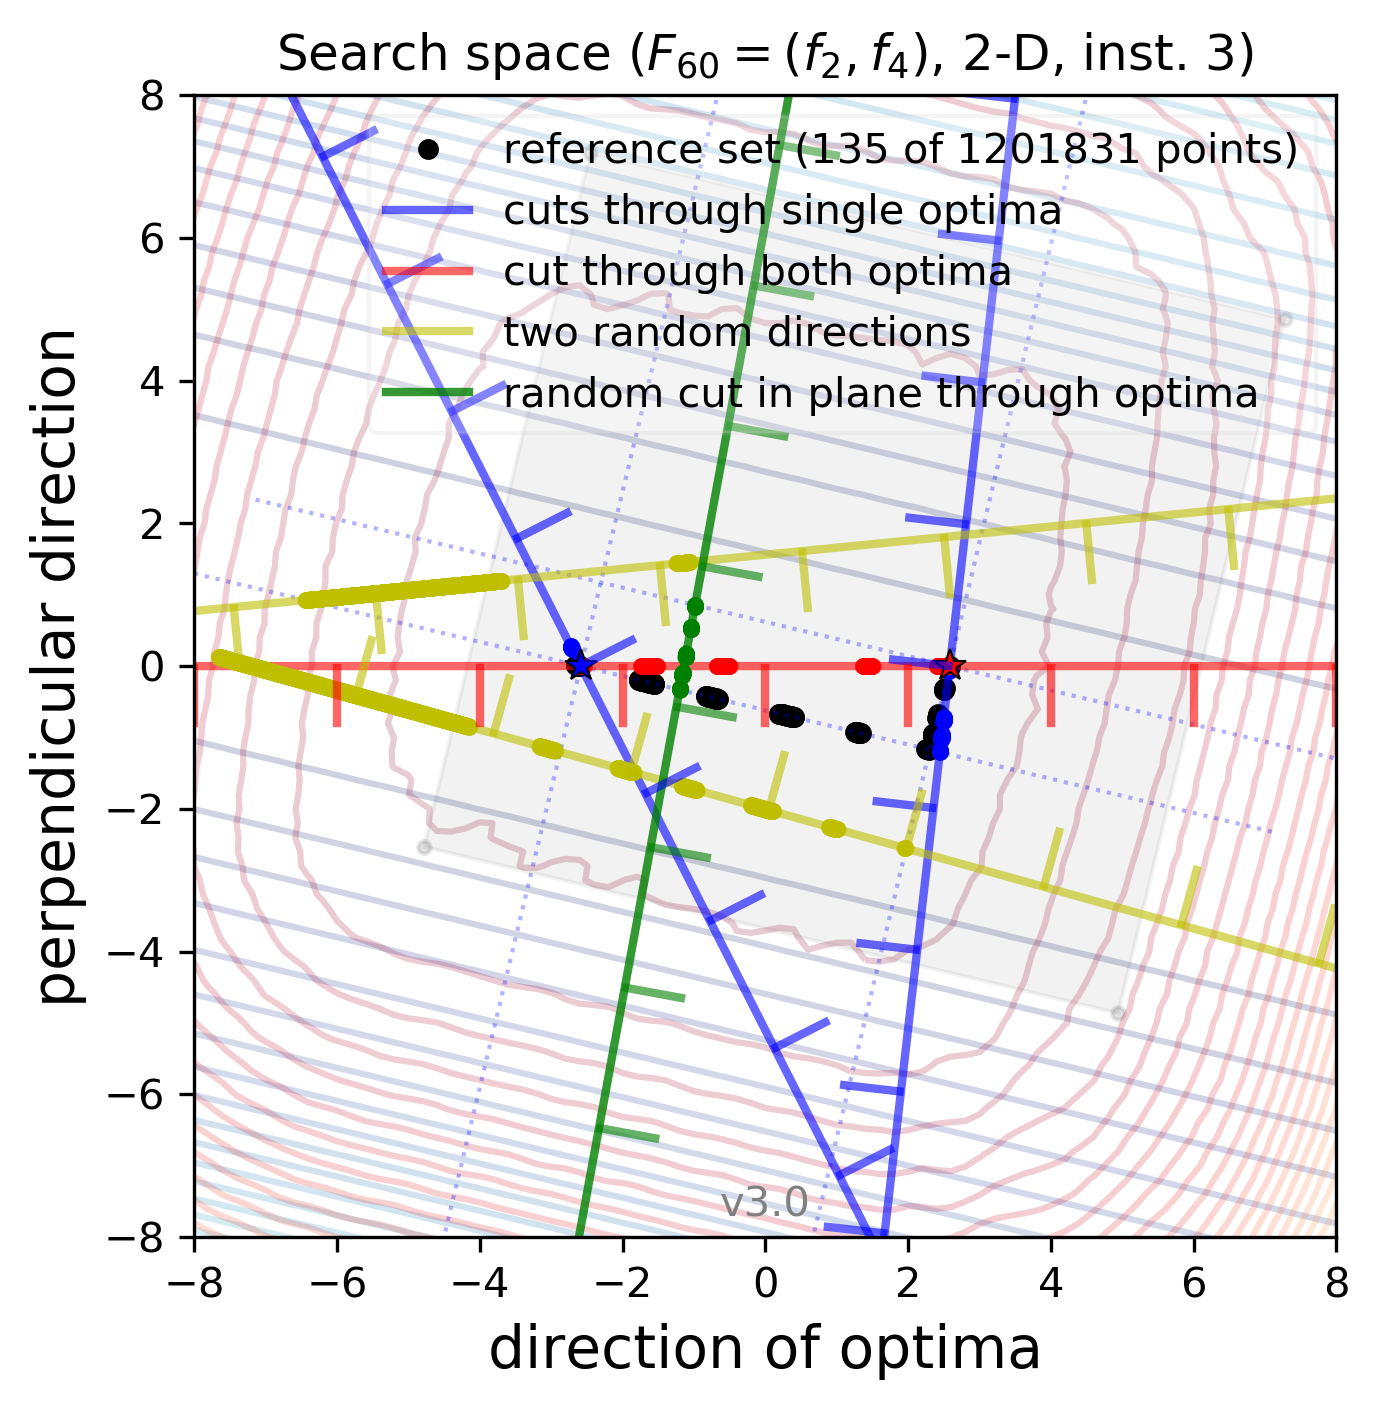 Search space (F₆₀ = (f₂, f₄), 2-D, inst. 3)
reference set (135 of 1201831 points)
cuts through single optima
cut through both optima
two random directions
random cut in plane through optima
8
6
4
2
0
−2
−4
−6
−8
perpendicular direction
v3.0
−8 −6 −4 −2 0 2 4 6 8
direction of optima